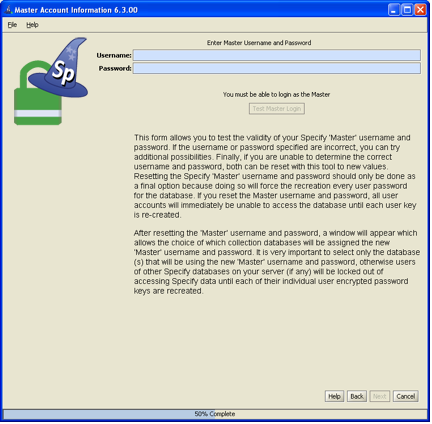 Master Account Information 6.3.00
File Help
Enter Master Username and Password
Username:
Password:
Sp
You must be able to login as the Master
Test Master Login
This form allows you to test the validity of your Specify 'Master' username and
password. If the username or password specified are incorrect, you can try
additional possibilities. Finally, if you are unable to determine the correct
username and password, both can be reset with this tool to new values.
Resetting the Specify 'Master' username and password should only be done as
a final option because doing so will force the recreation every user password
for the database. If you reset the Master username and password, all user
accounts will immediately be unable to access the database until each user key
is re-created.
After resetting the 'Master' username and password, a window will appear which
allows the choice of which collection databases will be assigned the new
'Master' username and password. It is very important to select only the database
(s) that will be using the new 'Master' username and password, otherwise users
of other Specify databases on your server (if any) will be locked out of
accessing Specify data until each of their individual user encrypted password
keys are recreated.
Help Back Next Cancel
50% Complete